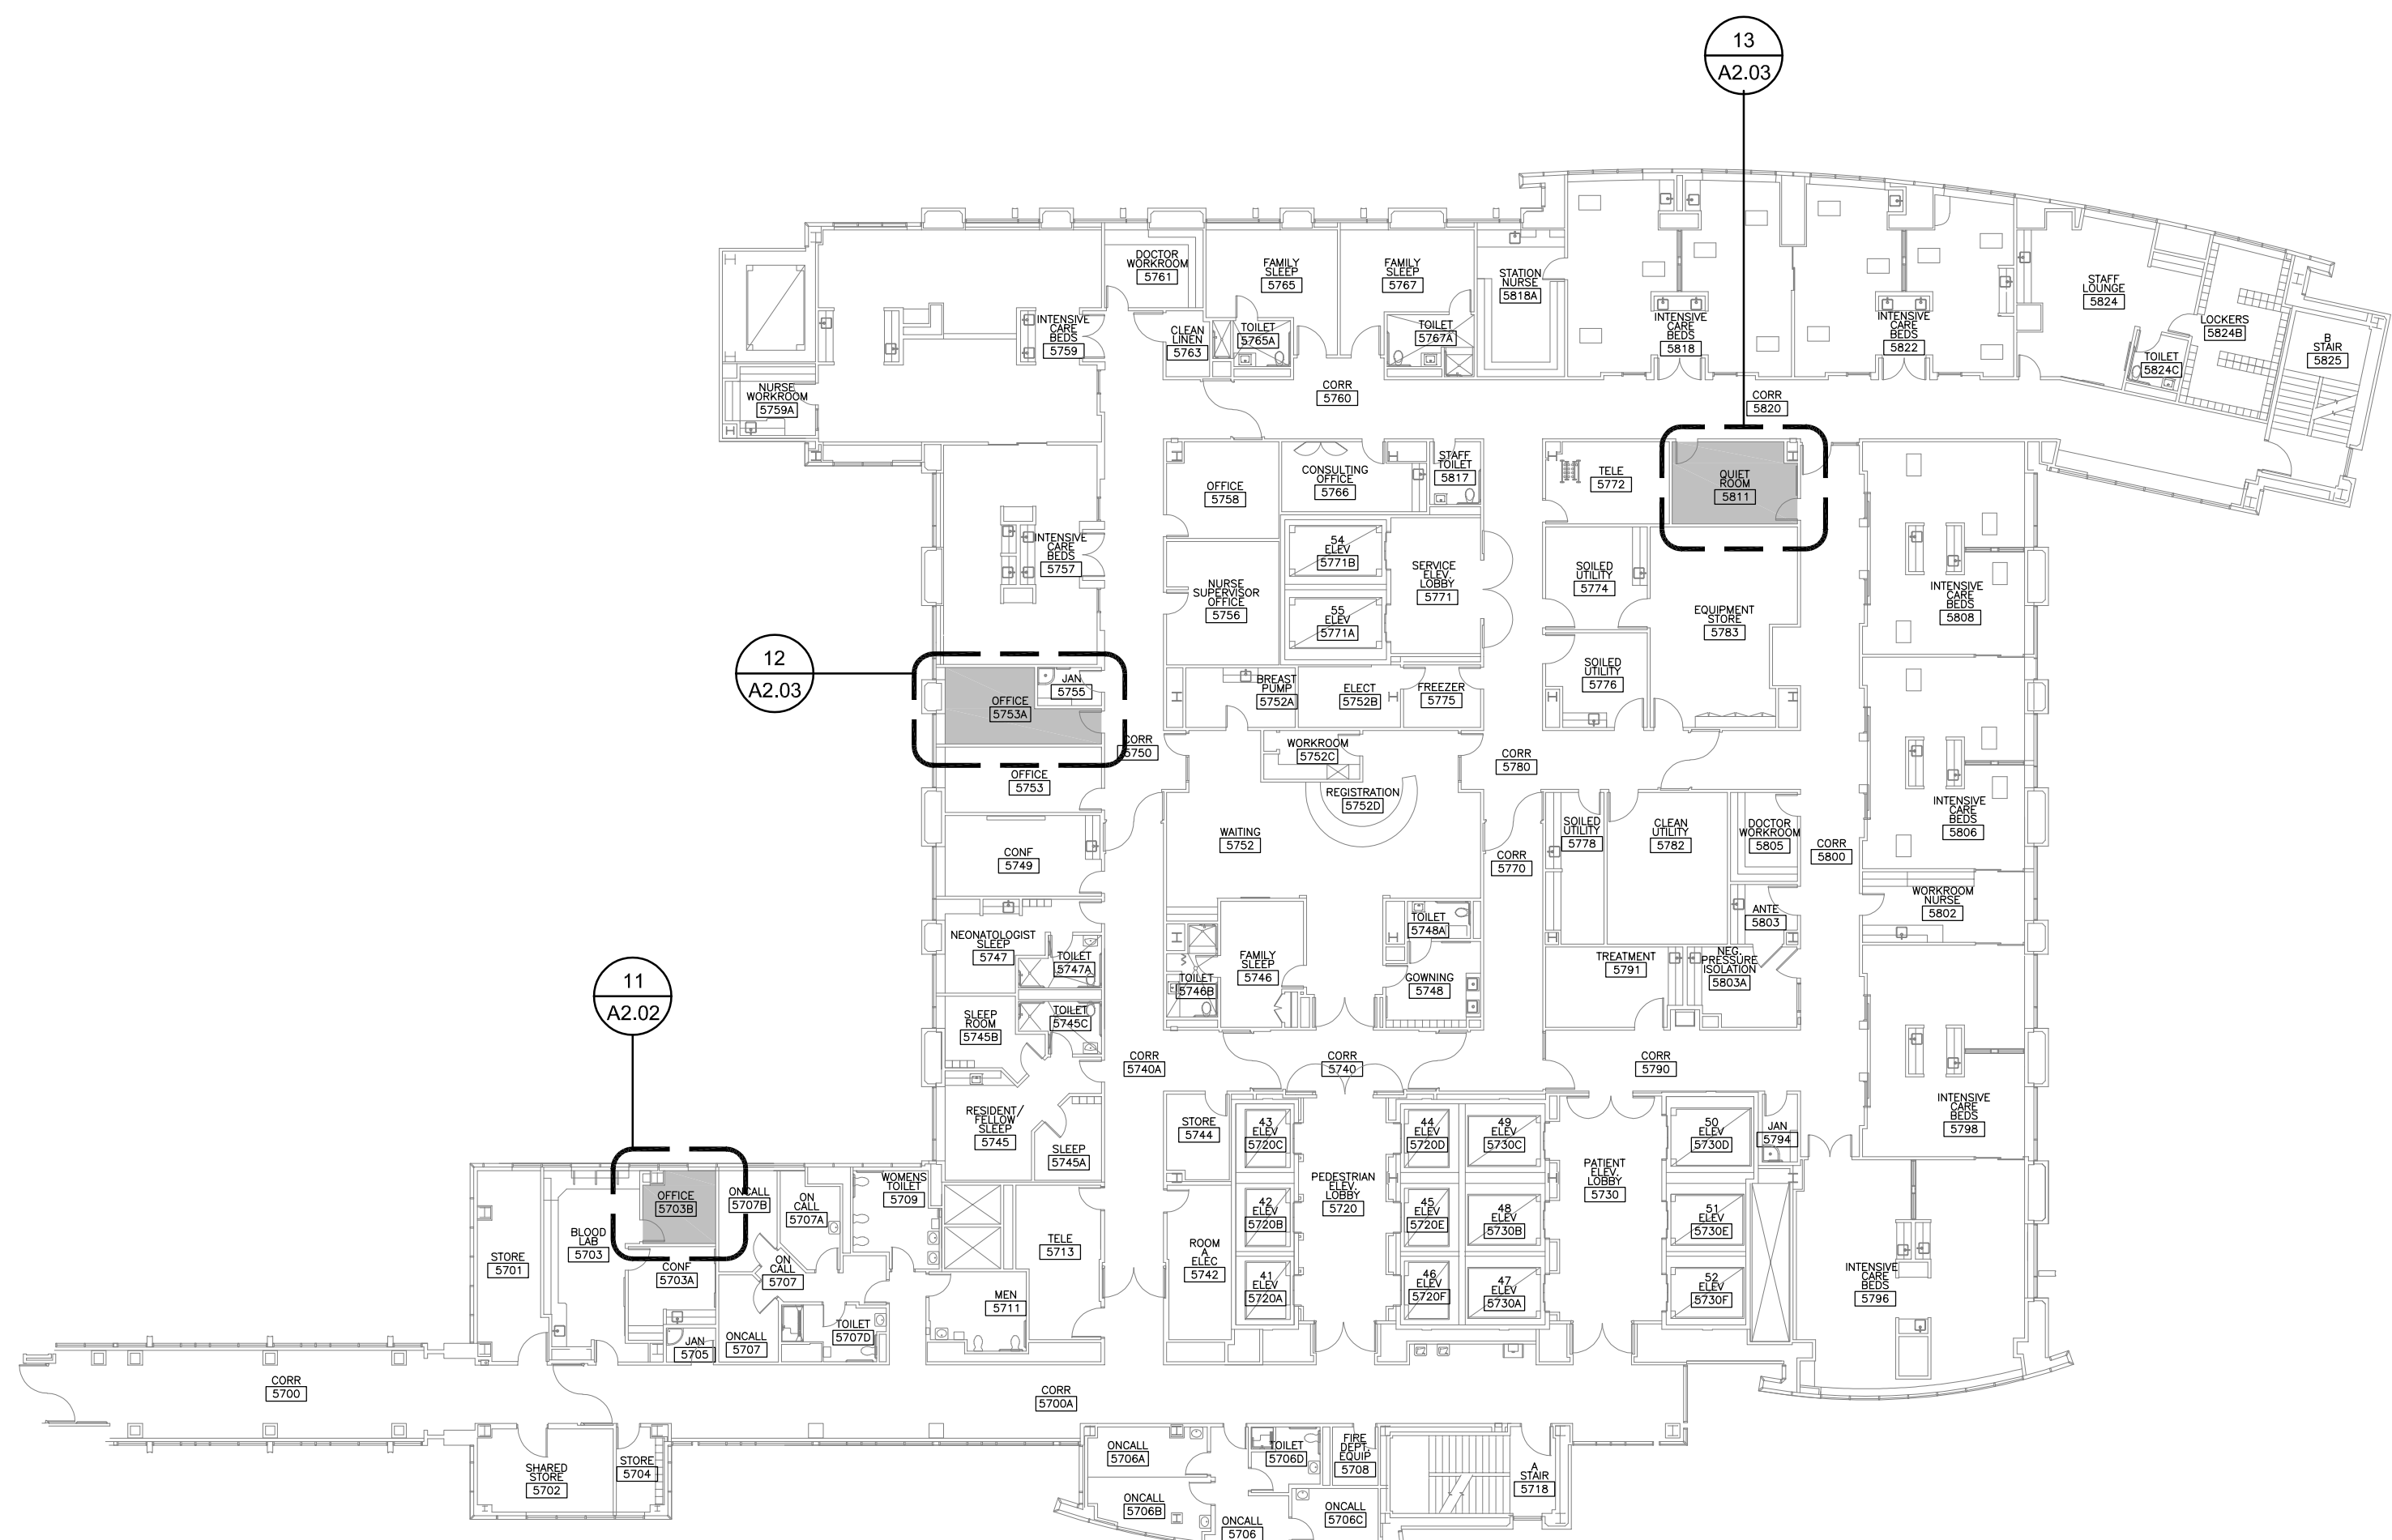 13
A2.03
DOCTOR
WORKROOM
5761
FAMILY
SLEEP
5765
FAMILY
SLEEP
5767
STATION
NURSE
5818A
INTENSIVE
CARE
BEDS
5759
CLEAN
LINEN
5763
TOILET
5765A
TOILET
5767A
INTENSIVE
CARE
BEDS
5818
INTENSIVE
CARE
BEDS
5822
STAFF
LOUNGE
5824
LOCKERS
5824B
TOILET
5824C
B
STAIR
5825
NURSE
WORKROOM
5759A
CORR
5760
CORR
5820
OFFICE
5758
CONSULTING
OFFICE
5766
STAFF
TOILET
5817
TELE
5772
QUIET
ROOM
5811
INTENSIVE
CARE
BEDS
5757
54
ELEV
5771B
SERVICE
ELEV.
LOBBY
5771
55
ELEV
5771A
NURSE
SUPERVISOR
OFFICE
5756
SOILED
UTILITY
5774
EQUIPMENT
STORE
5783
INTENSIVE
CARE
BEDS
5808
12
A2.03
JAN
5755
OFFICE
5753A
BREAST
PUMP
5752A
ELECT
5752B
FREEZER
5775
SOILED
UTILITY
5776
CORR
5750
WORKROOM
5752C
CORR
5780
OFFICE
5753
REGISTRATION
5752D
WAITING
5752
SOILED
UTILITY
5778
CLEAN
UTILITY
5782
DOCTOR
WORKROOM
5805
CORR
5800
INTENSIVE
CARE
BEDS
5806
CONF
5749
CORR
5770
WORKROOM
NURSE
5802
ANTE
5803
NEONATOLOGIST
SLEEP
5747
TOILET
5747A
TOILET
5748A
FAMILY
SLEEP
5746
TOILET
5746B
GOWNING
5748
TREATMENT
5791
NEG.
PRESSURE
ISOLATION
5803A
11
A2.02
SLEEP
ROOM
5745B
TOILET
5745C
CORR
5740A
CORR
5740
CORR
5790
RESIDENT/
FELLOW
SLEEP
5745
SLEEP
5745A
STORE
5744
43
ELEV
5720C
44
ELEV
5720D
49
ELEV
5730C
50
ELEV
5730D
JAN
5794
INTENSIVE
CARE
BEDS
5798
OFFICE
5703B
ONCALL
5707B
ON
CALL
5707A
WOMENS
TOILET
5709
PEDESTRIAN
ELEV.
LOBBY
5720
PATIENT
ELEV.
LOBBY
5730
42
ELEV
5720B
45
ELEV
5720E
48
ELEV
5730B
51
ELEV
5730E
STORE
5701
BLOOD
LAB
5703
CONF
5703A
ON
CALL
5707
TELE
5713
ROOM
A
ELEC
5742
41
ELEV
5720A
46
ELEV
5720F
47
ELEV
5730A
52
ELEV
5730F
INTENSIVE
CARE
BEDS
5796
MEN
5711
JAN
5705
ONCALL
5707
TOILET
5707D
CORR
5700
CORR
5700A
SHARED
STORE
5702
STORE
5704
ONCALL
5706A
TOILET
5706D
FIRE
DEPT.
EQUIP
5708
A
STAIR
5718
ONCALL
5706B
ONCALL
5706
ONCALL
5706C